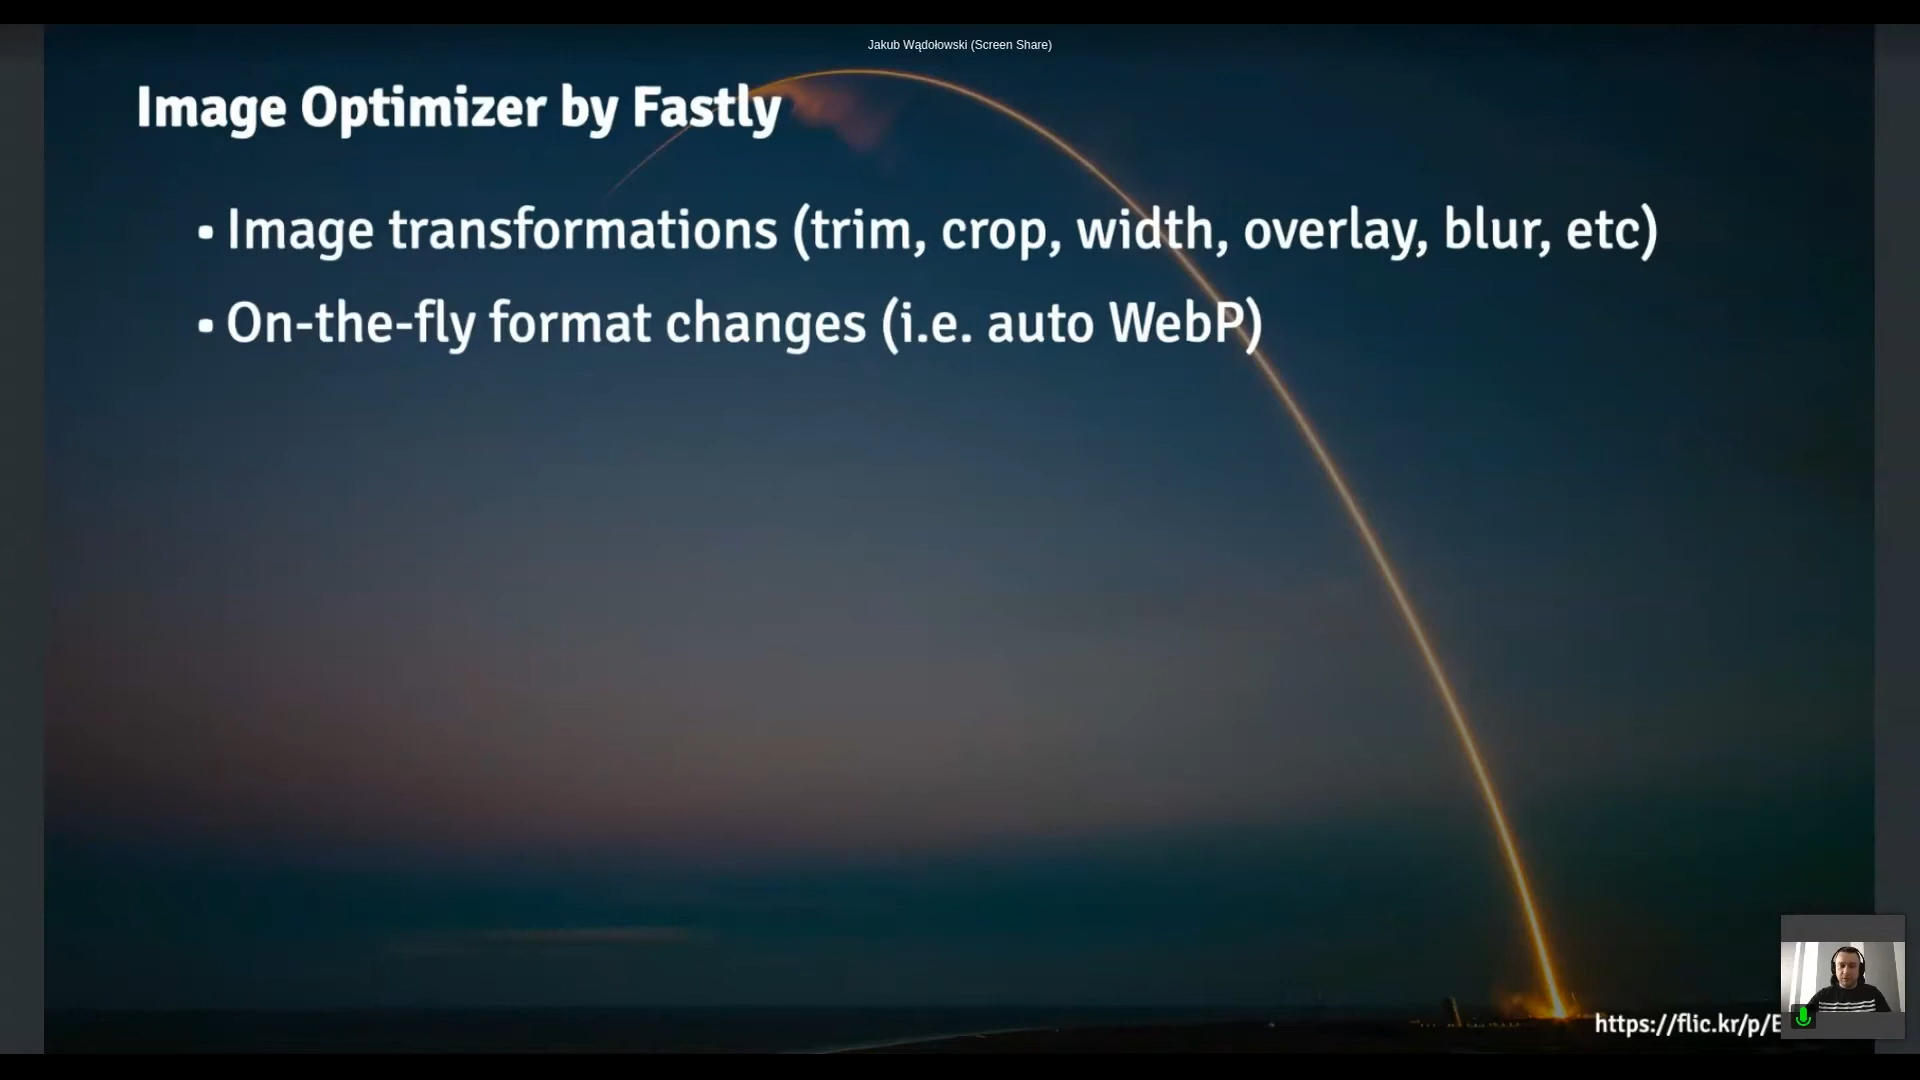 Jakub Wądołowski (Screen Share)
Image Optimizer by Fastly
• Image transformations (trim, crop, width, overlay, blur, etc)
• On-the-fly format changes (i.e. auto WebP)
https://flic.kr/p/